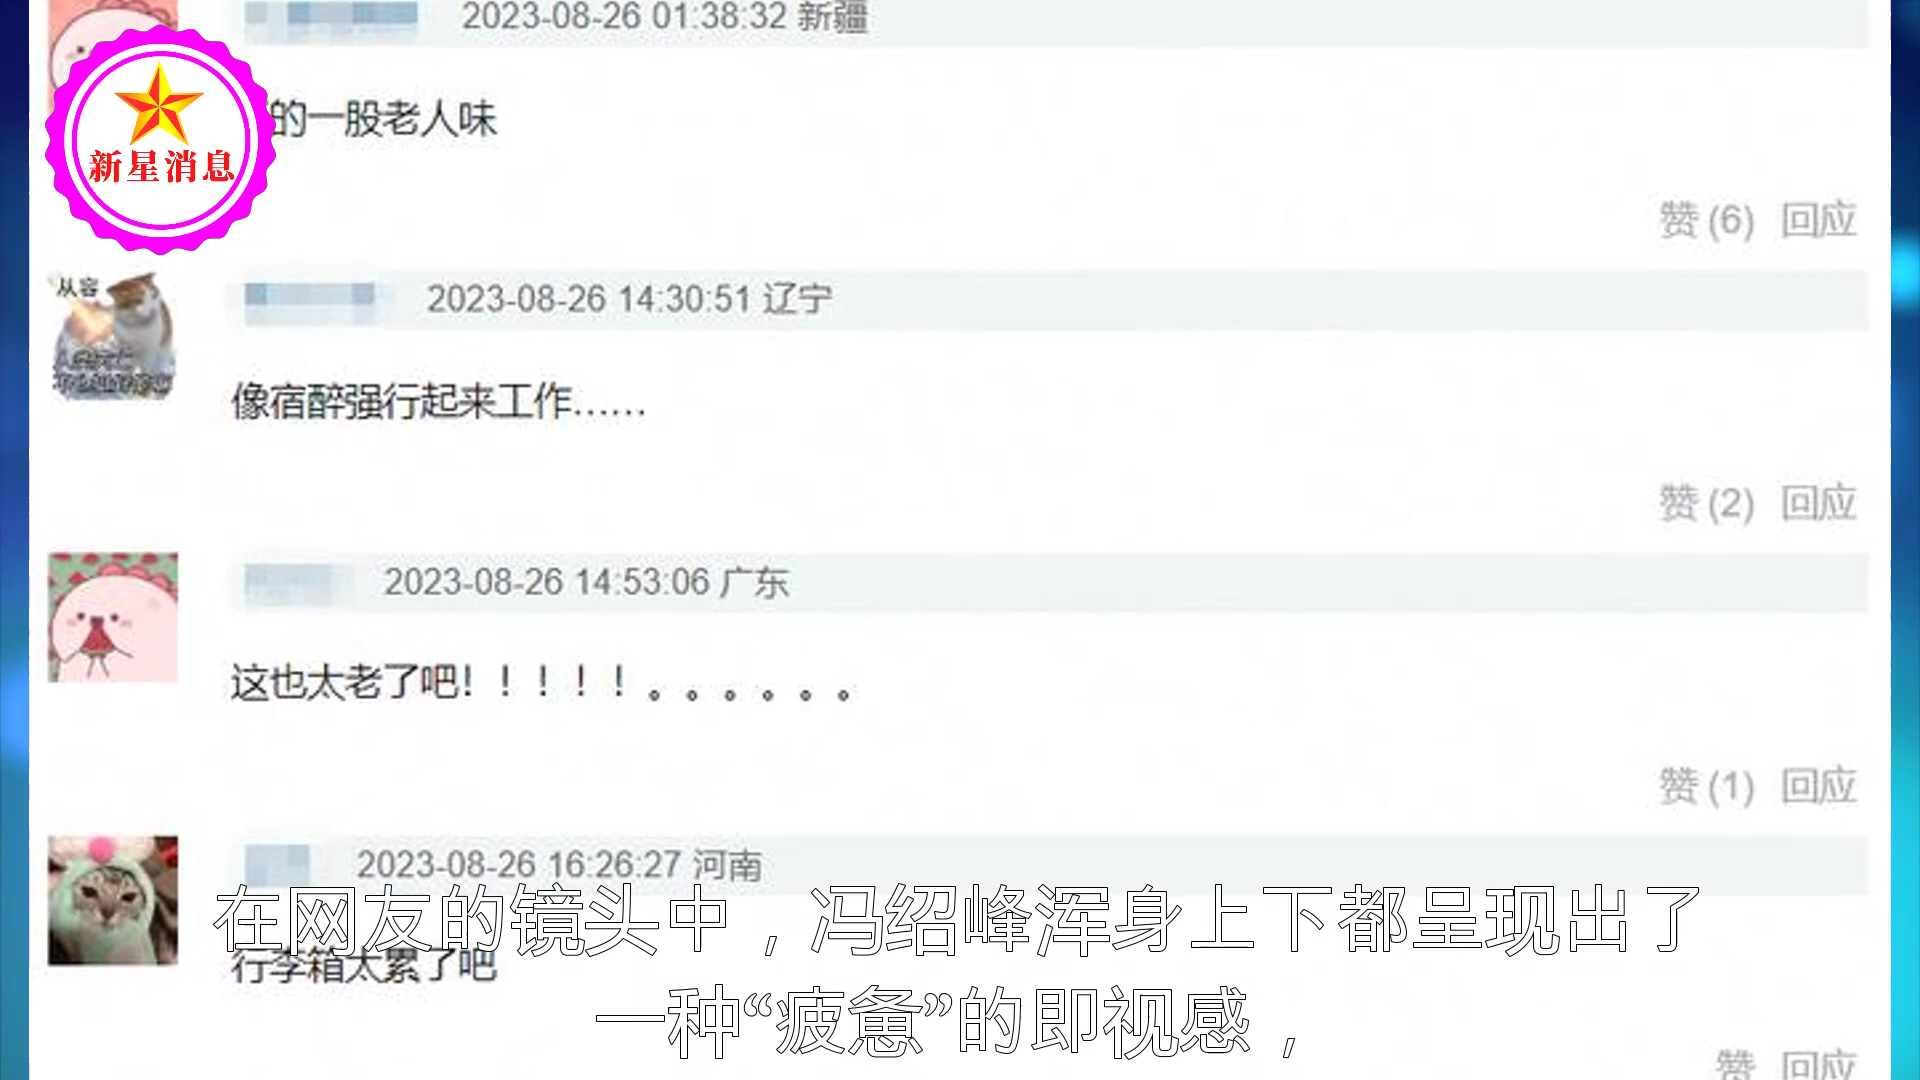 2023-08-26 01:38:32 新疆
的一股老人味
新星消息
赞 (6) 回应
从容
2023-08-26 14:30:51 辽宁
像宿醉强行起来工作......
赞 (2) 回应
2023-08-26 14:53:06 广东
这也太老了吧！！！！！。。。。。。
赞 (1) 回应
2023-08-26 16:26:27 河南
行李箱太累了吧
在网友的镜头中，冯绍峰浑身上下都呈现出了
一种“疲惫”的即视感，
赞 回应